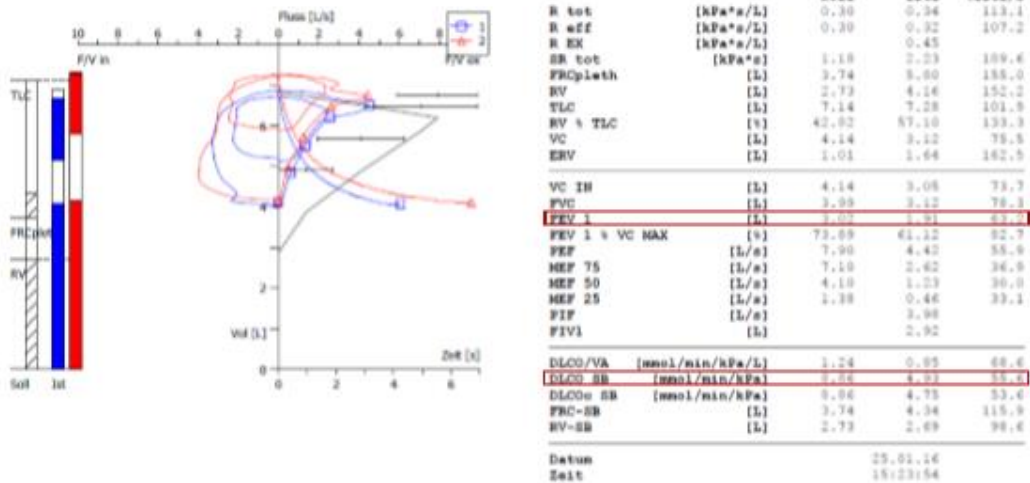 Fluss [L/s]
1
2
10 8 6 4 2 0 2 4 6 8
F/V in
F/V ex
TLC
6
4
FRCpleth
RV
2
Vol [L]
Zeit [s]
0
0 2 4 6
Soll Ist
R tot [kPa*s/L] 0.30 0.34 113.1
R eff [kPa*s/L] 0.30 0.32 107.2
R EX [kPa*s/L] 0.45
SR tot [kPa*s] 1.18 2.23 189.6
FRCpleth [L] 3.74 5.80 155.0
RV [L] 2.73 4.16 152.2
TLC [L] 7.14 7.28 101.9
RV % TLC [%] 42.82 57.10 133.3
VC [L] 4.14 3.12 75.5
ERV [L] 1.01 1.64 162.5
VC IN [L] 4.14 3.05 73.7
FVC [L] 3.99 3.12 78.3
FEV 1 [L] 3.02 1.91 63.2
FEV 1 % VC MAX [%] 73.89 61.12 82.7
PEF [L/s] 7.90 4.42 55.9
MEF 75 [L/s] 7.10 2.62 36.8
MEF 50 [L/s] 4.10 1.23 30.0
MEF 25 [L/s] 1.38 0.46 33.1
PIF [L/s] 3.98
FIV1 [L] 2.92
DLCO/VA [mmol/min/kPa/L] 1.24 0.85 68.6
DLCO SB [mmol/min/kPa] 8.86 4.93 55.6
DLCOc SB [mmol/min/kPa] 8.86 4.75 53.6
FRC-SB [L] 3.74 4.34 115.9
RV-SB [L] 2.73 2.69 98.6
Datum 25.01.16
Zeit 15:23:54